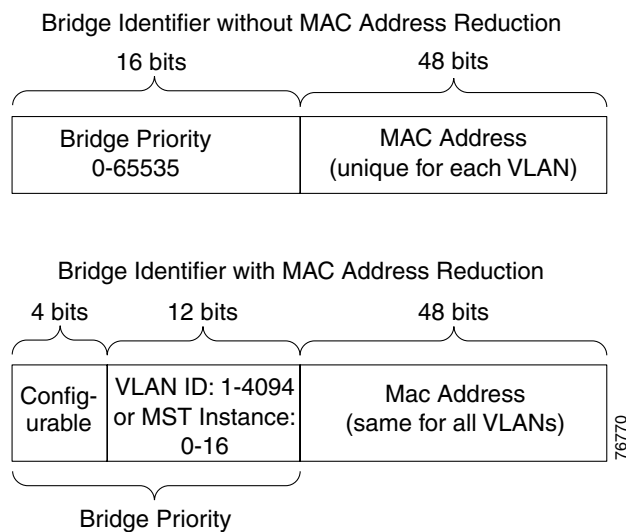 Bridge Identifier without MAC Address Reduction
16 bits
48 bits
Bridge Priority
0-65535
MAC Address
(unique for each VLAN)
Bridge Identifier with MAC Address Reduction
4 bits
12 bits
48 bits
Config-
urable
VLAN ID: 1-4094
or MST Instance:
0-16
Mac Address
(same for all VLANs)
76770
Bridge Priority